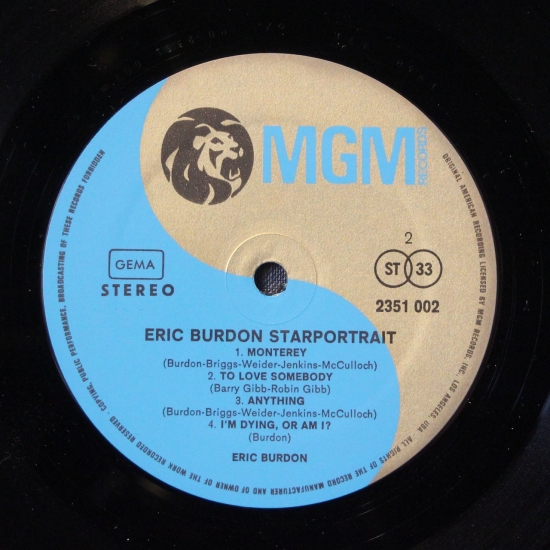 MGM
RECORDS
GEMA
STEREO
2
ST 33
2351 002
ERIC BURDON STARPORTRAIT
1. MONTEREY
(Burdon-Briggs-Weider-Jenkins-McCulloch)
2. TO LOVE SOMEBODY
(Barry Gibb-Robin Gibb)
3. ANYTHING
(Burdon-Briggs-Weider-Jenkins-McCulloch)
4. I'M DYING, OR AM I?
(Burdon)
ERIC BURDON
ORIGINAL AMERICAN RECORDING LICENSED BY MGM RECORDS, INC. LOS ANGELES, USA. ALL RIGHTS OF THE RECORD MANUFACTURER AND OF OWNER OF THE WORK RECORDED RESERVED COPYING, PUBLIC PERFORMANCE, BROADCASTING OF THESE RECORDS FORBIDDEN